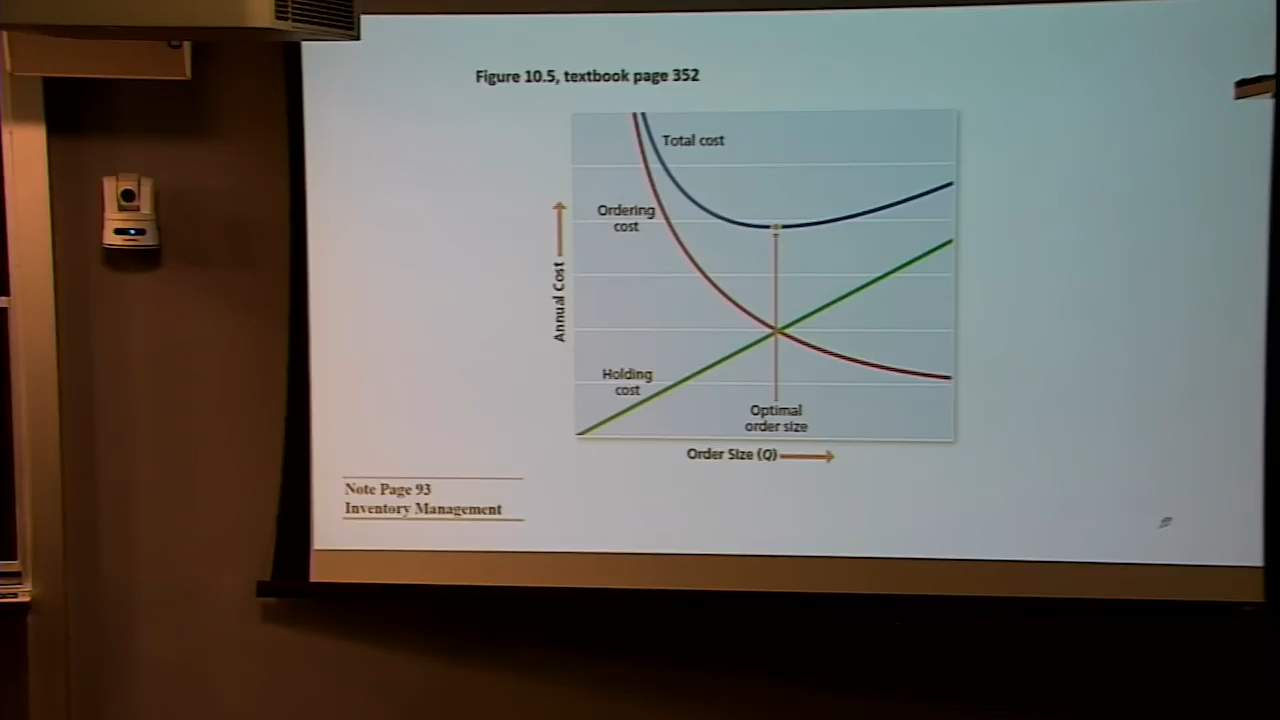 Figure 10.5, textbook page 352
Total cost
Ordering
cost
Annual Cost
Holding
cost
Optimal
order size
Order Size (Q)
Note Page 93
Inventory Management